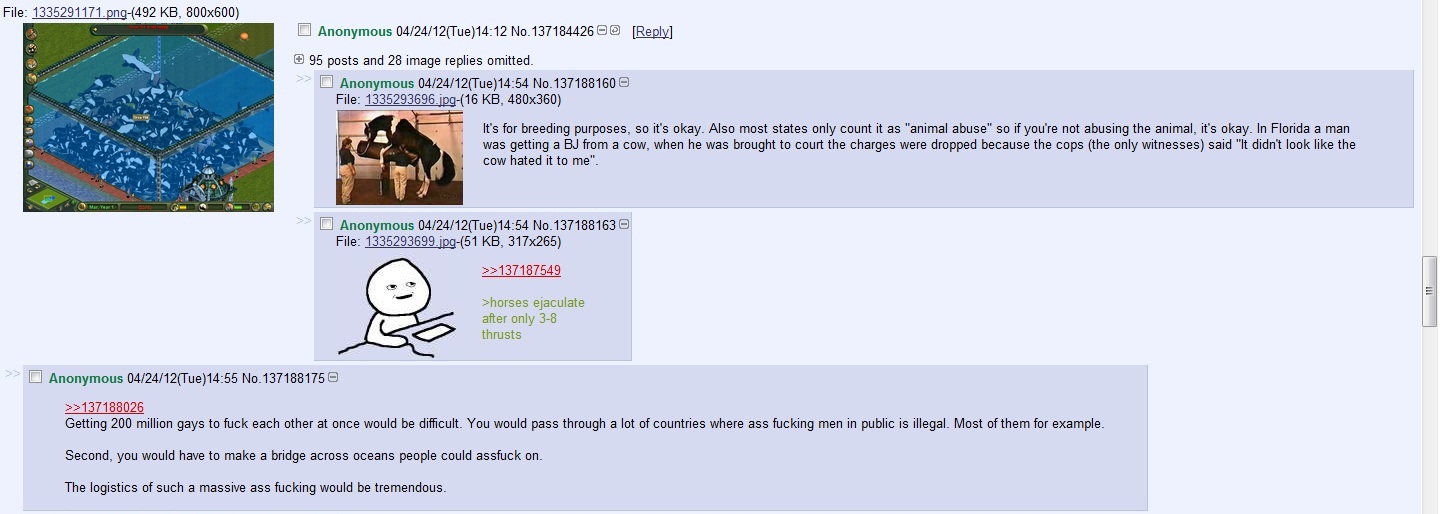 File: 1335291171.png-(492 KB, 800x600)
Anonymous 04/24/12(Tue)14:12 No.137184426 [Reply]
95 posts and 28 image replies omitted.
>> Anonymous 04/24/12(Tue)14:54 No.137188160
File: 1335293696.jpg-(16 KB, 480x360)
It's for breeding purposes, so it's okay. Also most states only count it as "animal abuse" so if you're not abusing the animal, it's okay. In Florida a man
was getting a BJ from a cow, when he was brought to court the charges were dropped because the cops (the only witnesses) said "It didn't look like the
cow hated it to me".
>> Anonymous 04/24/12(Tue)14:54 No.137188163
File: 1335293699.jpg-(51 KB, 317x265)
>>137187549
>horses ejaculate
after only 3-8
thrusts
>> Anonymous 04/24/12(Tue)14:55 No.137188175
>>137188026
Getting 200 million gays to fuck each other at once would be difficult. You would pass through a lot of countries where ass fucking men in public is illegal. Most of them for example.
Second, you would have to make a bridge across oceans people could assfuck on.
The logistics of such a massive ass fucking would be tremendous.